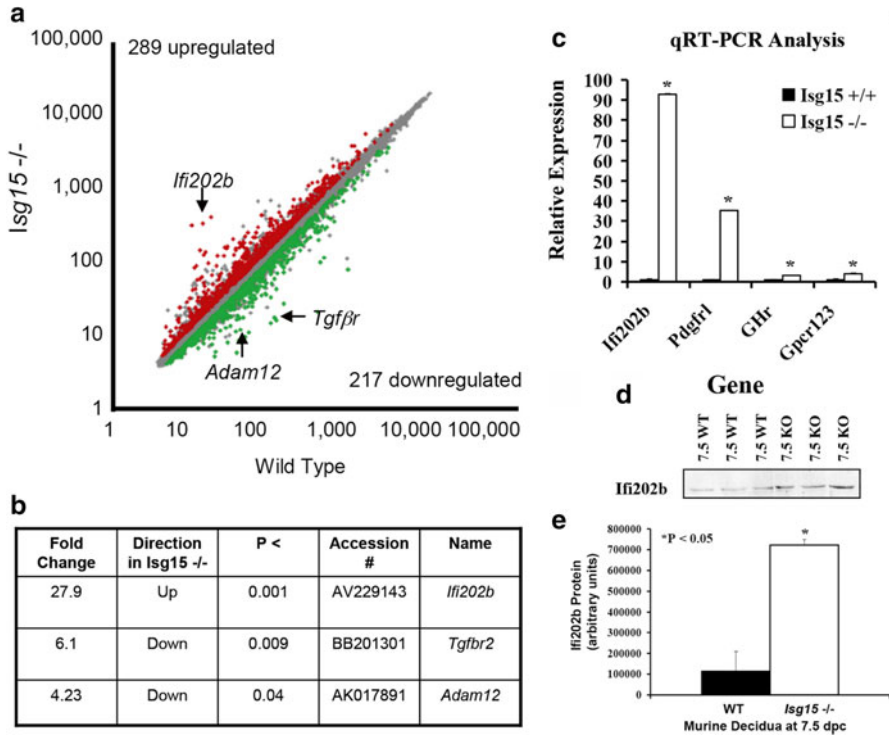 a
100,000
10,000
1,000
100
10
1
Isg15 -/-
289 upregulated
Ifi202b
Tgfβr
Adam12
217 downregulated
1 10 100 1,000 10,000 100,000
Wild Type
b
Fold Change Direction in Isg15 -/- P < Accession # Name
27.9 Up 0.001 AV229143 Ifi202b
6.1 Down 0.009 BB201301 Tgfbr2
4.23 Down 0.04 AK017891 Adam12
c
qRT-PCR Analysis
Relative Expression
100
90
80
70
60
50
40
30
20
10
0
Isg15 +/+
Isg15 -/-
* * * *
Ifi202b Pdgfrl GHr Gpcr123
Gene
d
7.5 WT 7.5 WT 7.5 WT 7.5 KO 7.5 KO 7.5 KO
Ifi202b
e
Ifi202b Protein
(arbitrary units)
800000
700000
600000
500000
400000
300000
200000
100000
0
*P < 0.05
*
WT Isg15 -/-
Murine Decidua at 7.5 dpc